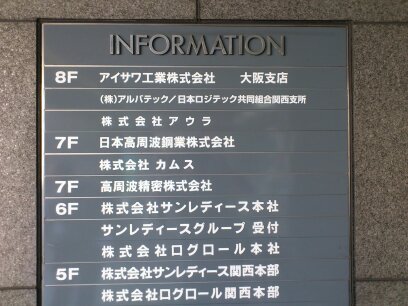 INFORMATION
8F アイサワ工業株式会社 大阪支店
(株)アルバテック/日本ロジテック共同組合関西支所
株式会社アウラ
7F 日本高周波鋼業株式会社
株式会社 カムス
7F 高周波精密株式会社
6F 株式会社サンレディース本社
サンレディースグループ 受付
株式会社ログロール本社
5F 株式会社サンレディース関西本部
株式会社ログロール関西本部